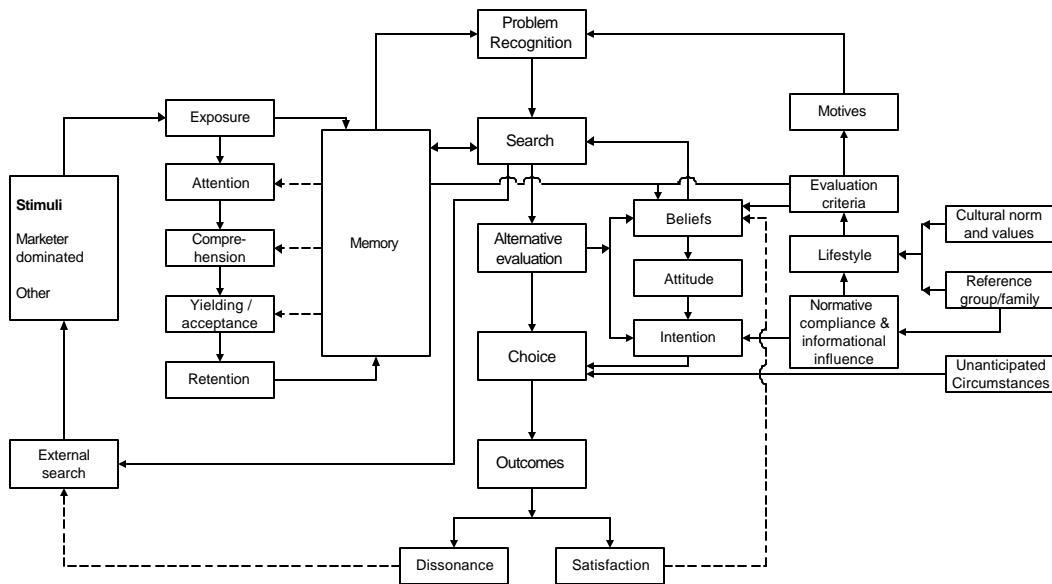 Problem
Recognition
Exposure
Search
Motives
Attention
Stimuli
Marketer
dominated
Other
Memory
Evaluation
criteria
Beliefs
Cultural norm
and values
Compre-
hension
Alternative
evaluation
Lifestyle
Attitude
Reference
group/family
Yielding /
acceptance
Normative
compliance &
informational
influence
Intention
Choice
Retention
Unanticipated
Circumstances
External
search
Outcomes
Dissonance
Satisfaction